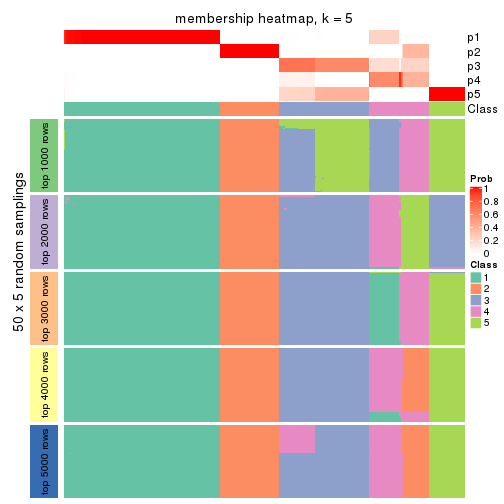 membership heatmap, k = 5
p1
p2
p3
p4
p5
Class
50 x 5 random samplings
top 1000 rows
top 2000 rows
top 3000 rows
top 4000 rows
top 5000 rows
Prob
1
0.8
0.6
0.4
0.2
0
Class
1
2
3
4
5